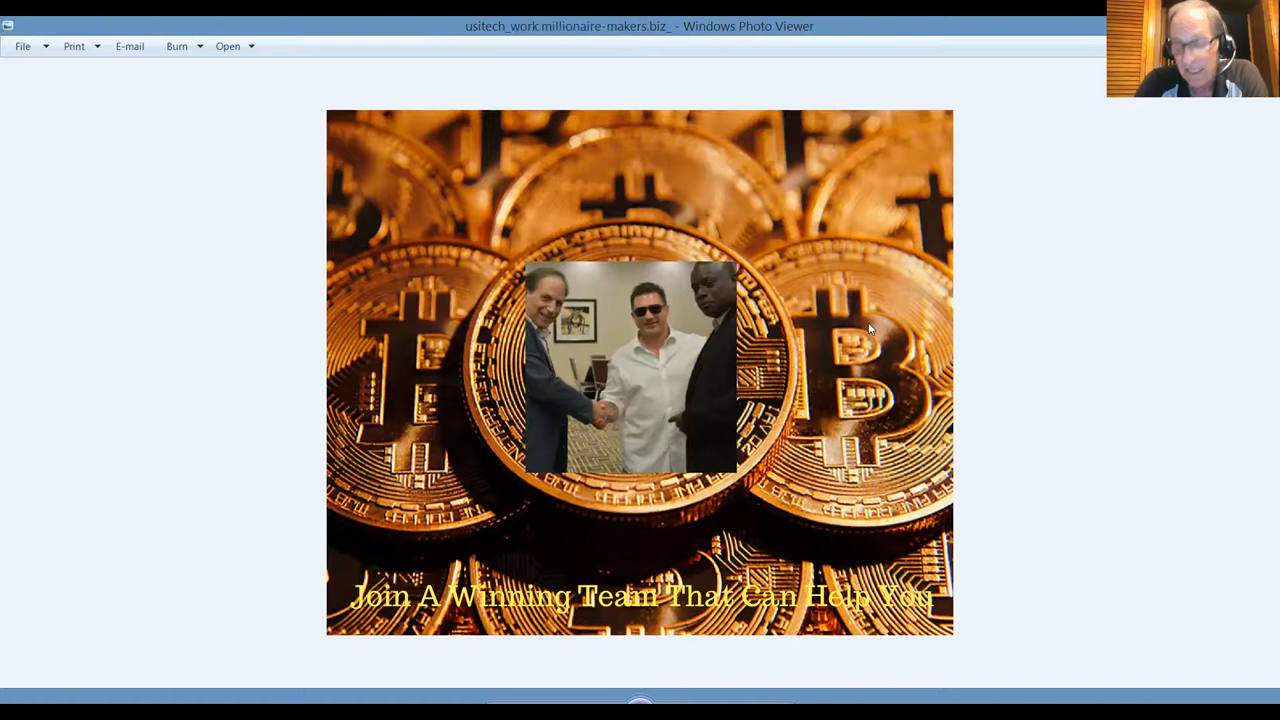 usitech_work.millionaire-makers.biz_ - Windows Photo Viewer
File Print E-mail Burn Open
Join A Winning Team That Can Help You